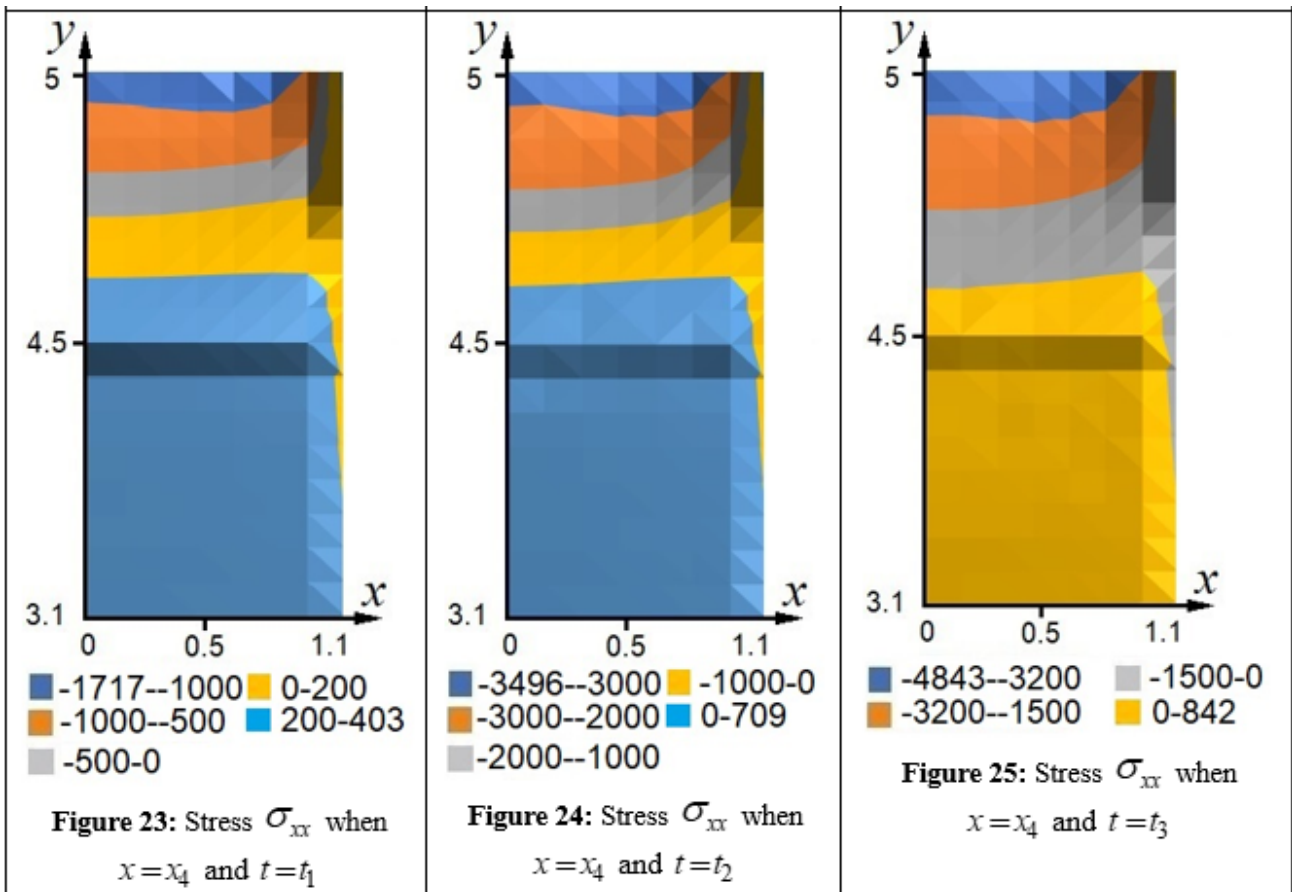 y
5
4.5
3.1
0 0.5 1.1
x
-1717--1000 0-200
-1000--500 200-403
-500-0
Figure 23: Stress σxx when
x=x4 and t=t1
y
5
4.5
3.1
0 0.5 1.1
x
-3496--3000 -1000-0
-3000--2000 0-709
-2000--1000
Figure 24: Stress σxx when
x=x4 and t=t2
y
5
4.5
3.1
0 0.5 1.1
x
-4843--3200 -1500-0
-3200--1500 0-842
Figure 25: Stress σxx when
x=x4 and t=t3